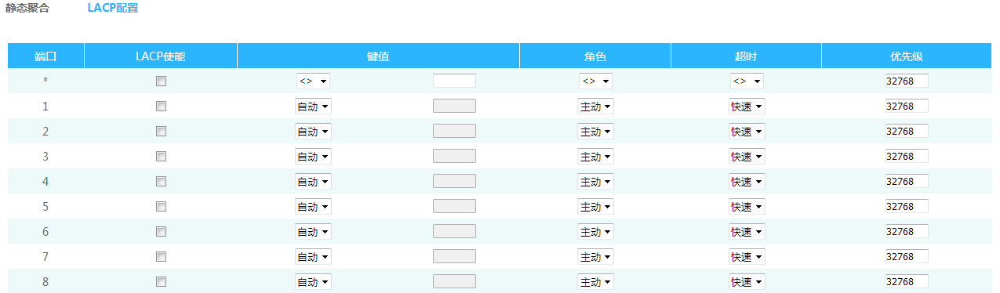 静态聚合 LACP配置
端口 LACP使能 键值 角色 超时 优先级
* <> <> <> 32768
1 自动 主动 快速 32768
2 自动 主动 快速 32768
3 自动 主动 快速 32768
4 自动 主动 快速 32768
5 自动 主动 快速 32768
6 自动 主动 快速 32768
7 自动 主动 快速 32768
8 自动 主动 快速 32768